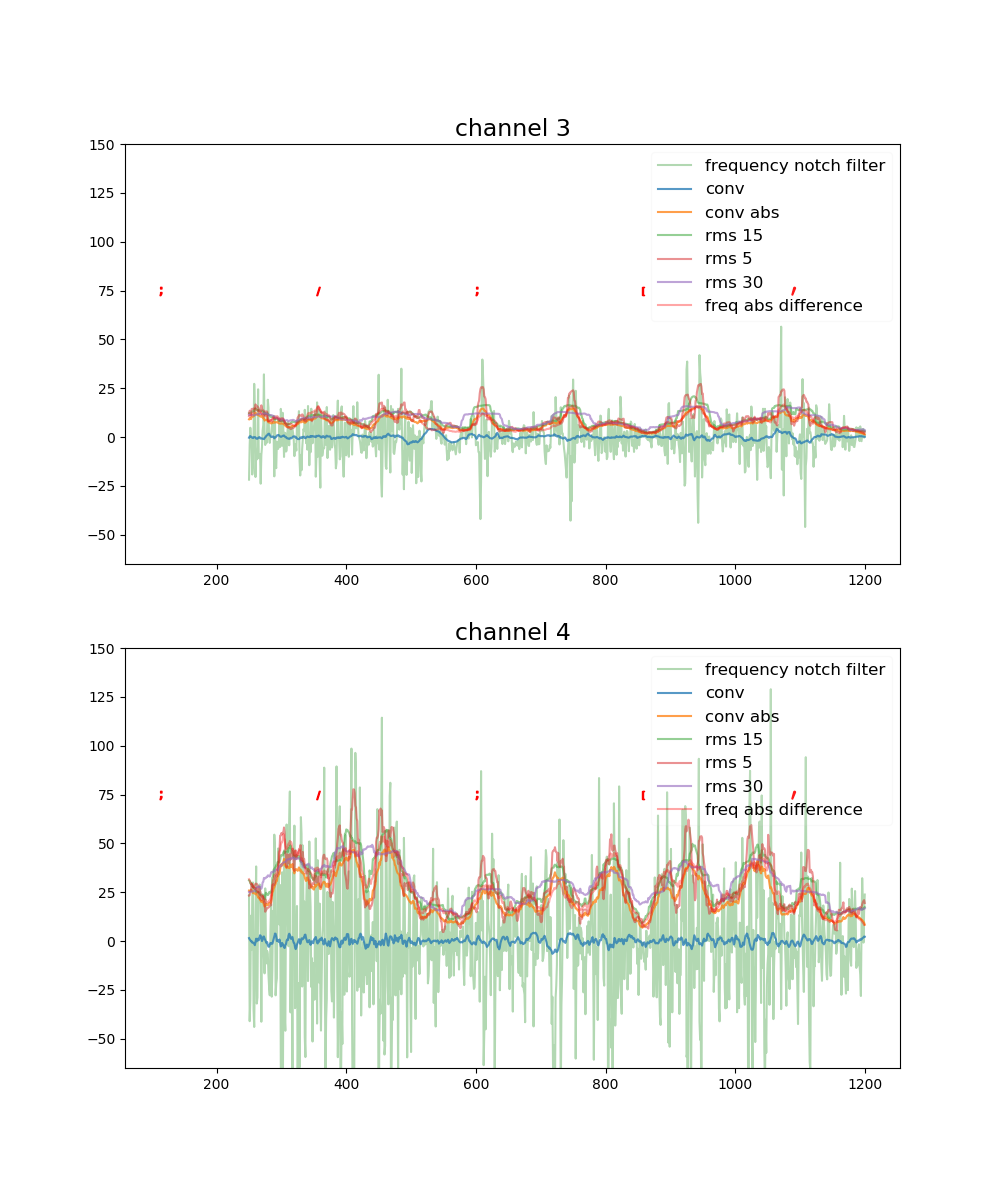 channel 3
150
125
100
75
50
25
0
−25
−50
frequency notch filter
conv
conv abs
rms 15
rms 5
rms 30
freq abs difference
; / ; [ /
200 400 600 800 1000 1200
channel 4
150
125
100
75
50
25
0
−25
−50
frequency notch filter
conv
conv abs
rms 15
rms 5
rms 30
freq abs difference
; / ; [ /
200 400 600 800 1000 1200